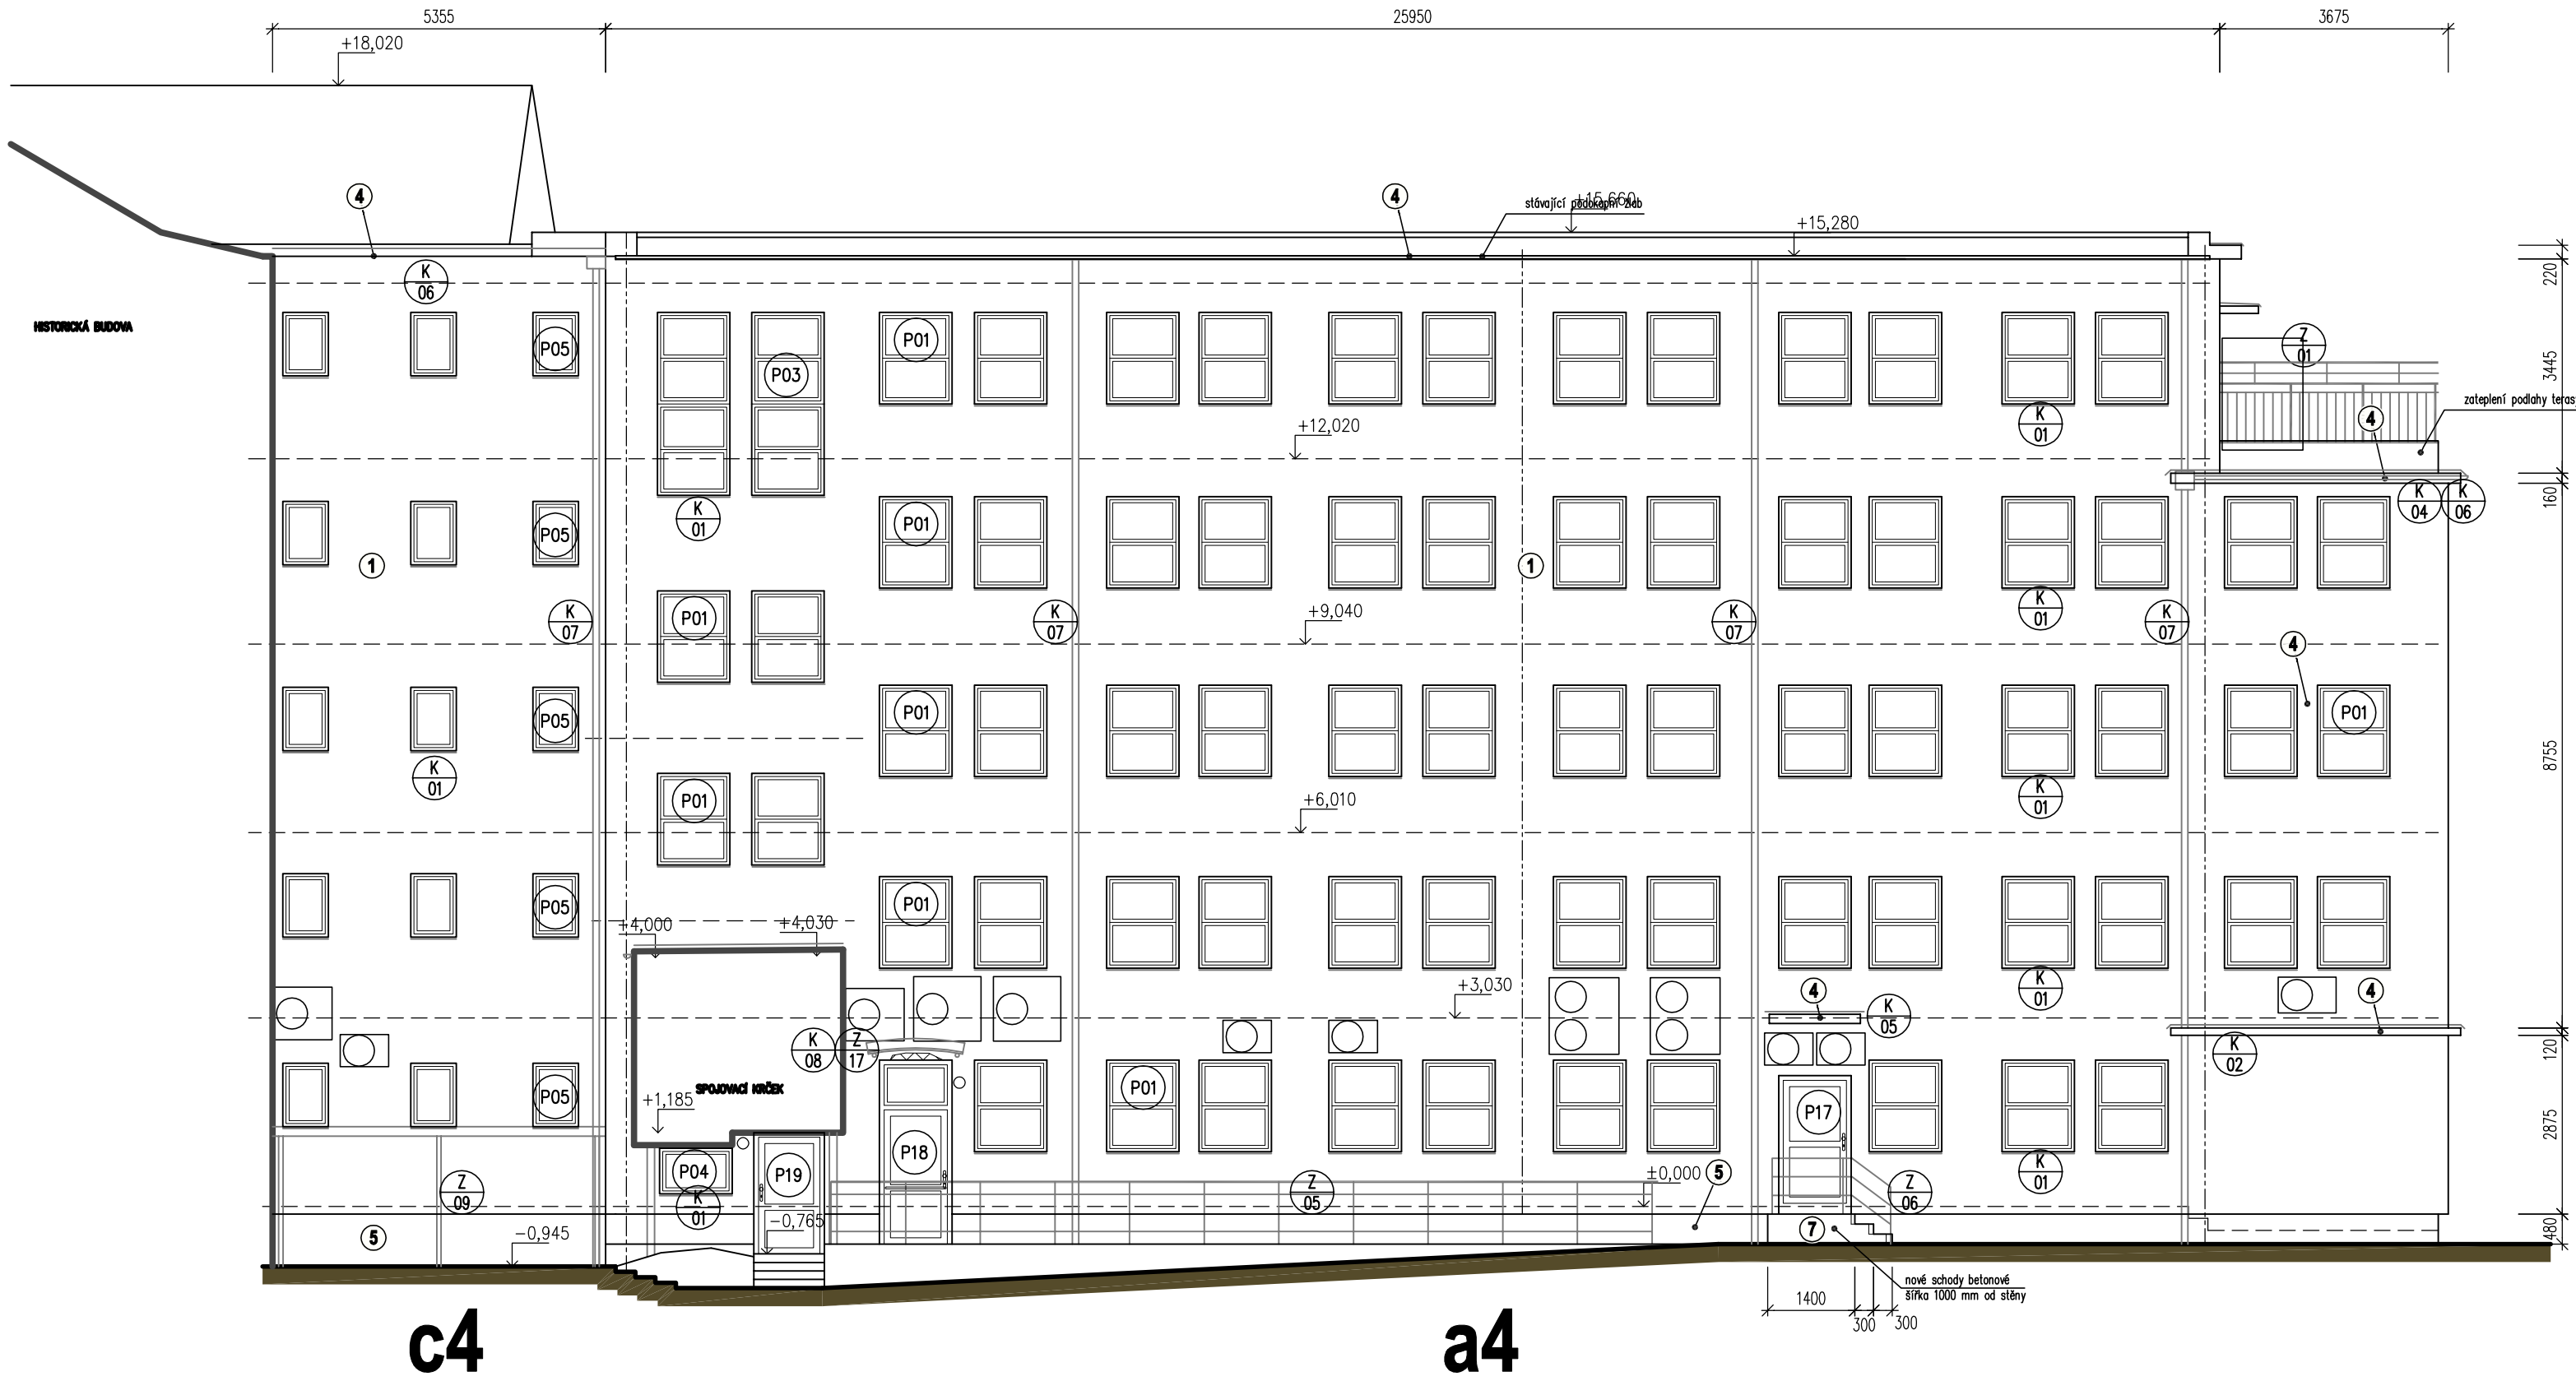 5355
25950
3675
+18,020
4
4
stávající podokapní žlab
+15,660
+15,280
K
06
HISTORICKÁ BUDOVA
220
P05
P03
P01
Z
01
3445
zateplení podlahy teras
K
01
4
+12,020
K
01
P05
P01
K
04
K
06
160
1
1
K
07
P01
K
07
+9,040
K
01
K
07
K
07
4
P05
P01
P01
K
01
P01
+6,010
K
01
8755
P05
P01
+4,000
+4,030
+3,030
K
01
4
K
05
4
K
08
Z
17
K
02
120
SPOJOVACÍ KRČEK
+1,185
P05
P01
P17
2875
P18
P04
P19
K
01
Z
09
Z
05
±0,000
5
K
01
Z
06
-0,765
5
-0,945
7
480
nové schody betonové
šířka 1000 mm od stěny
1400
300
300
c4
a4